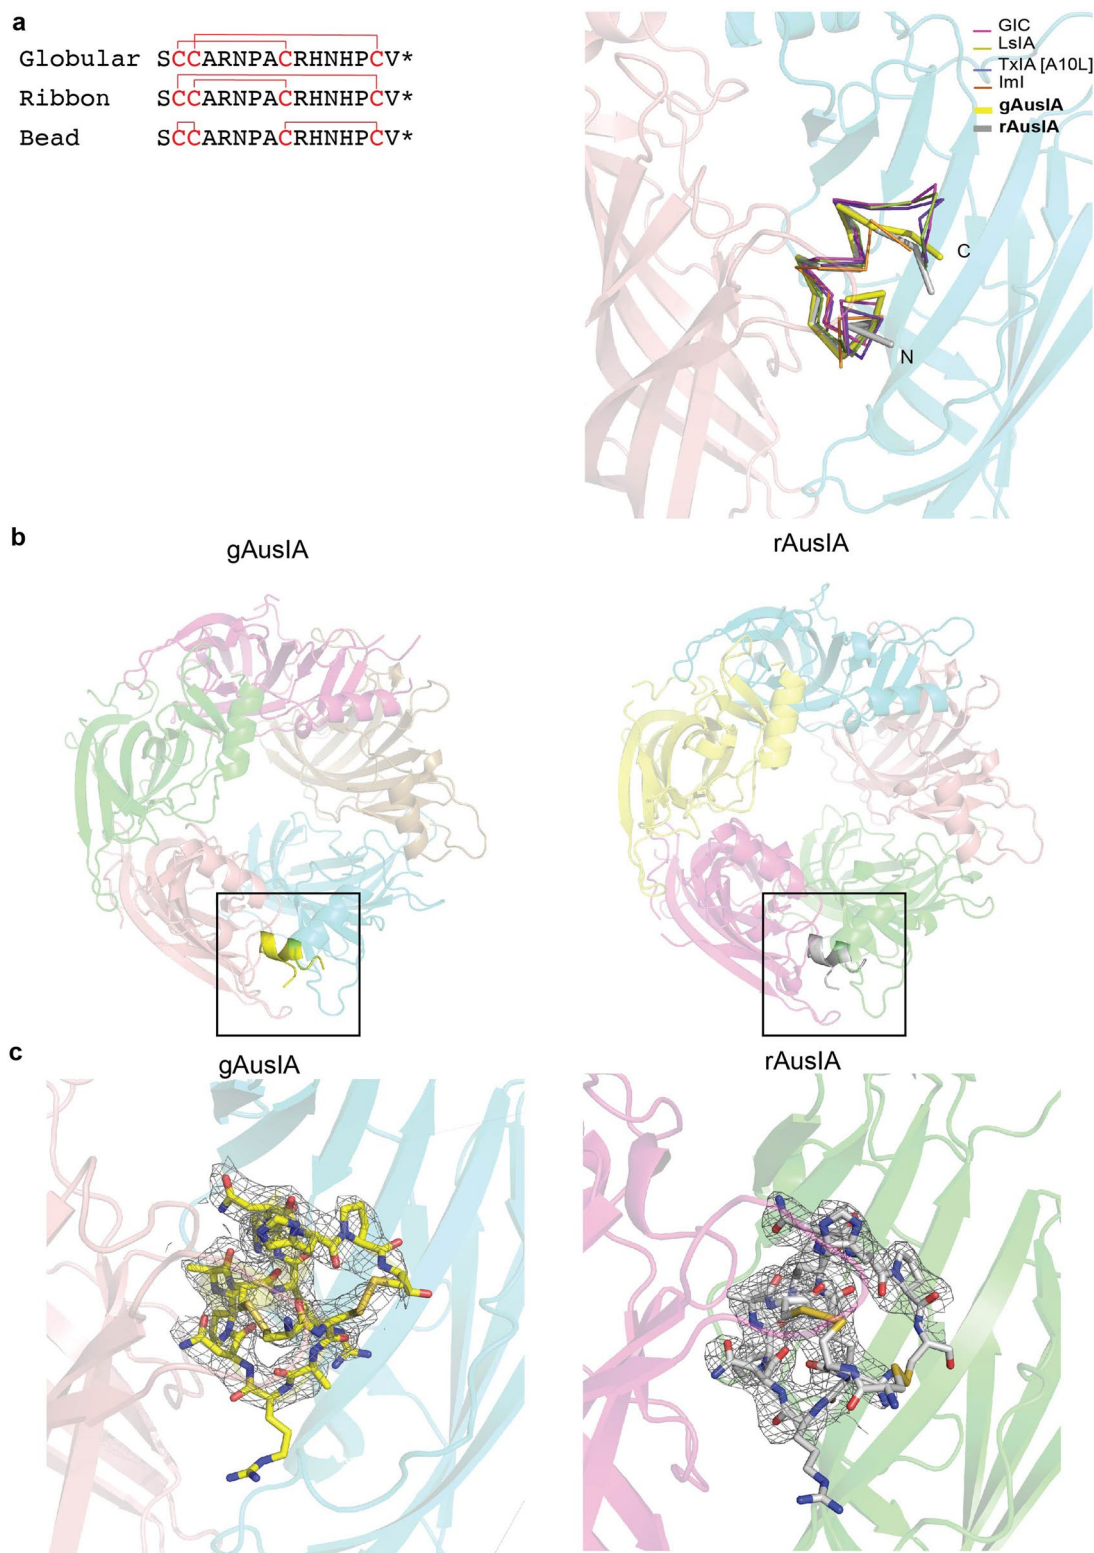 a
Globular SCCARNPACRHNHPCV*
Ribbon SCCARNPACRHNHPCV*
Bead SCCARNPACRHNHPCV*
GIC
LsIA
TxIA [A10L]
ImI
gAusIA
rAusIA
C
N
b
gAusIA
rAusIA
c
gAusIA
rAusIA